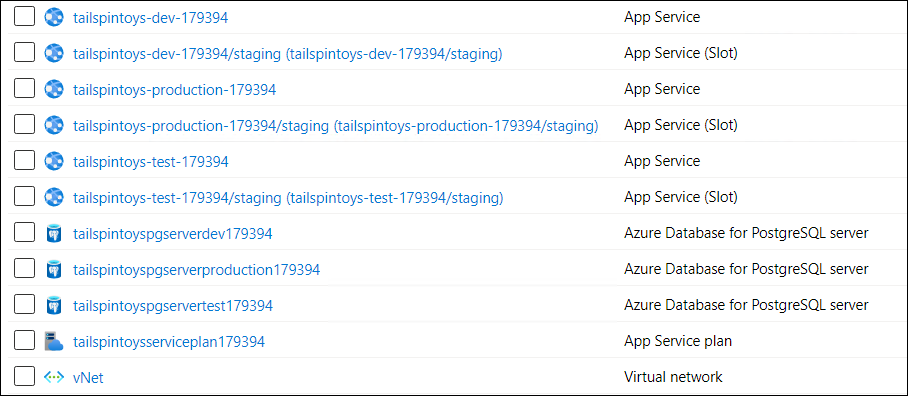 tailspintoys-dev-179394 App Service
tailspintoys-dev-179394/staging (tailspintoys-dev-179394/staging) App Service (Slot)
tailspintoys-production-179394 App Service
tailspintoys-production-179394/staging (tailspintoys-production-179394/staging) App Service (Slot)
tailspintoys-test-179394 App Service
tailspintoys-test-179394/staging (tailspintoys-test-179394/staging) App Service (Slot)
tailspintoyspgserverdev179394 Azure Database for PostgreSQL server
tailspintoyspgserverproduction179394 Azure Database for PostgreSQL server
tailspintoyspgservertest179394 Azure Database for PostgreSQL server
tailspintoysserviceplan179394 App Service plan
vNet Virtual network